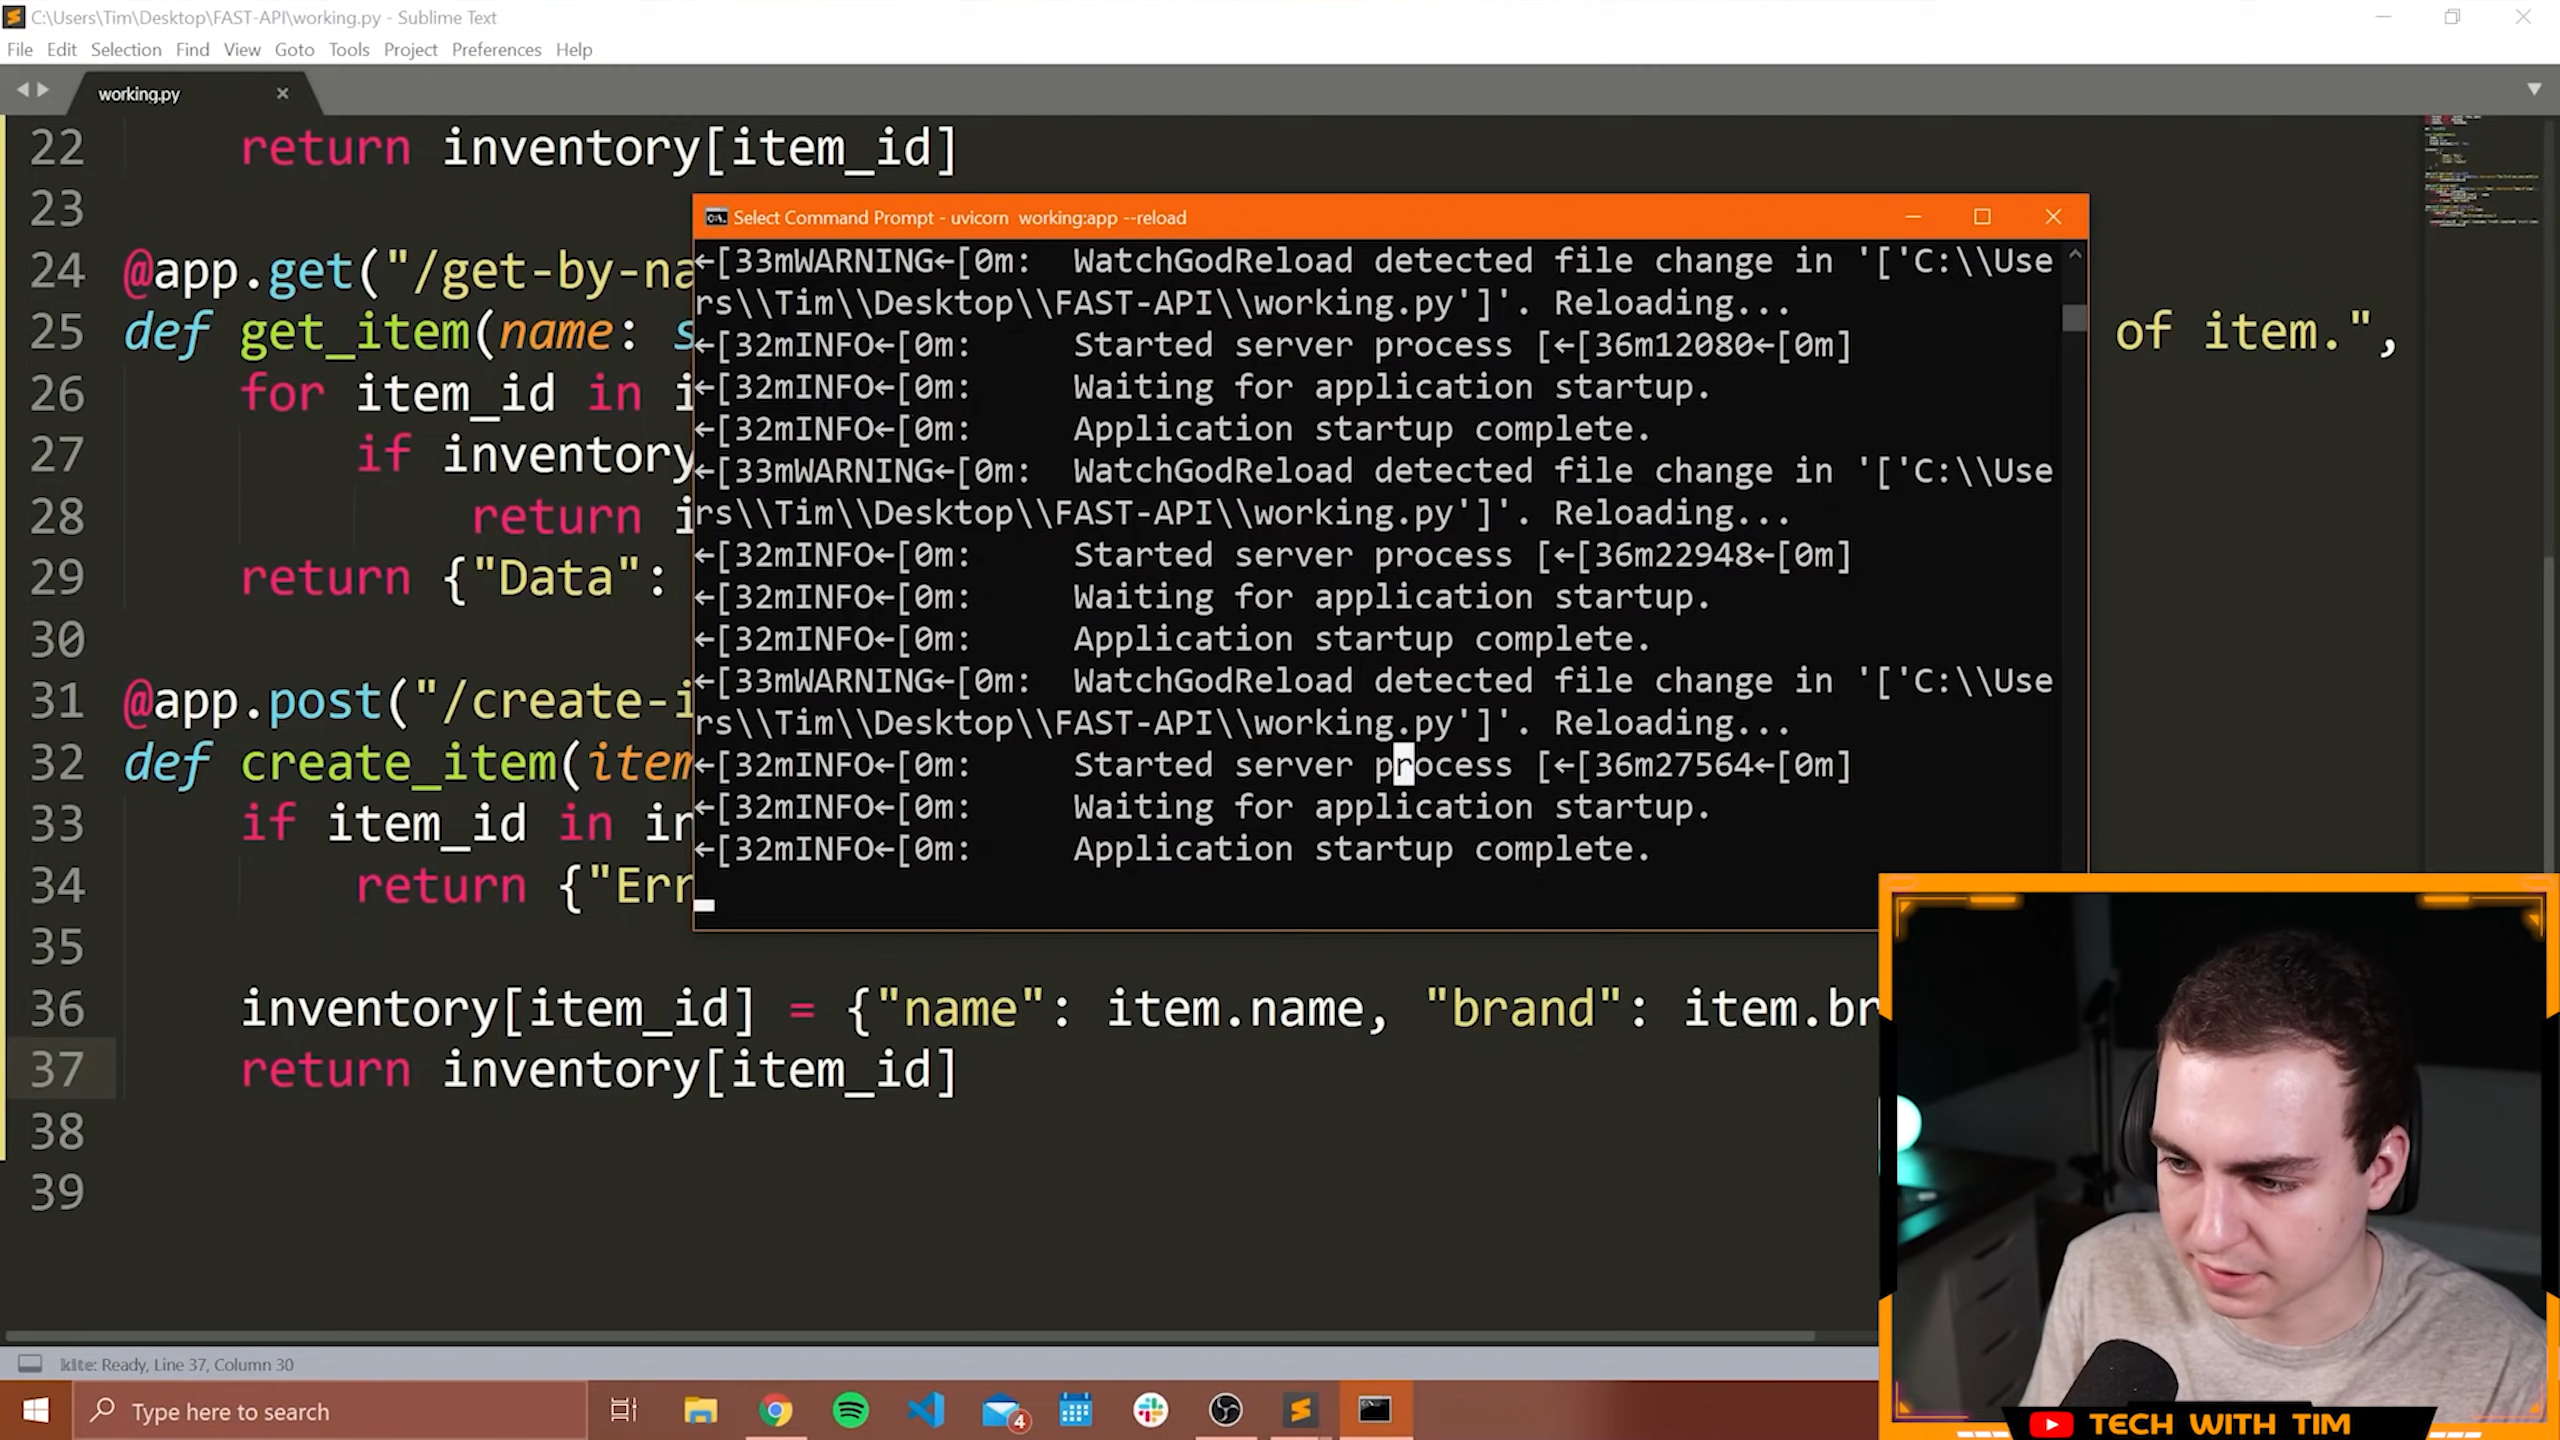 C:\Users\Tim\Desktop\FAST-API\working.py - Sublime Text
File Edit Selection Find View Goto Tools Project Preferences Help
working.py
22 return inventory[item_id]
23
24 @app.get("/get-by-na
25 def get_item(name: s of item.",
26 for item_id in i
27 if inventory
28 return i
29 return {"Data":
30
31 @app.post("/create-i
32 def create_item(item
33 if item_id in in
34 return {"Err
35
36 inventory[item_id] = {"name": item.name, "brand": item.br
37 return inventory[item_id]
38
39
Select Command Prompt - uvicorn working:app --reload
←[33mWARNING←[0m: WatchGodReload detected file change in '['C:\\Use
rs\\Tim\\Desktop\\FAST-API\\working.py']'. Reloading...
←[32mINFO←[0m: Started server process [←[36m12080←[0m]
←[32mINFO←[0m: Waiting for application startup.
←[32mINFO←[0m: Application startup complete.
←[33mWARNING←[0m: WatchGodReload detected file change in '['C:\\Use
rs\\Tim\\Desktop\\FAST-API\\working.py']'. Reloading...
←[32mINFO←[0m: Started server process [←[36m22948←[0m]
←[32mINFO←[0m: Waiting for application startup.
←[32mINFO←[0m: Application startup complete.
←[33mWARNING←[0m: WatchGodReload detected file change in '['C:\\Use
rs\\Tim\\Desktop\\FAST-API\\working.py']'. Reloading...
←[32mINFO←[0m: Started server process [←[36m27564←[0m]
←[32mINFO←[0m: Waiting for application startup.
←[32mINFO←[0m: Application startup complete.
kite: Ready, Line 37, Column 30
Type here to search
4
TECH WITH TIM